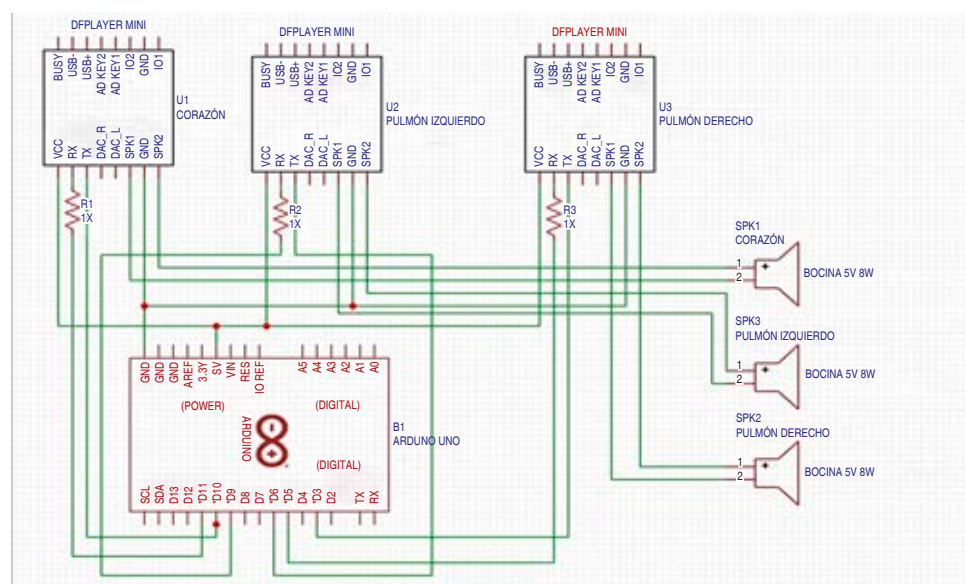 DFPLAYER MINI
BUSY
USB-
USB+
AD KEY2
AD KEY1
IO2
GND
IO1
VCC
RX
TX
DAC_R
DAC_L
SPK1
GND
SPK2
U1
CORAZÓN
R1
1X
DFPLAYER MINI
BUSY
USB-
USB+
AD KEY2
AD KEY1
IO2
GND
IO1
VCC
RX
TX
DAC_R
DAC_L
SPK1
GND
SPK2
U2
PULMÓN IZQUIERDO
R2
1X
DFPLAYER MINI
BUSY
USB-
USB+
AD KEY2
AD KEY1
IO2
GND
IO1
VCC
RX
TX
DAC_R
DAC_L
SPK1
GND
SPK2
U3
PULMÓN DERECHO
R3
1X
SPK1
CORAZÓN
1
2
BOCINA 5V 8W
SPK3
PULMÓN IZQUIERDO
1
2
BOCINA 5V 8W
SPK2
PULMÓN DERECHO
1
2
BOCINA 5V 8W
GND
GND
GND
AREF
3.3Y
SV
VIN
RES
IO REF
A5
A4
A3
A2
A1
A0
(POWER)
(DIGITAL)
ARDUINO
(DIGITAL)
B1
ARDUNO UNO
SCL
SDA
D13
D12
*D11
*D10
*D9
D8
D7
*D6
*D5
D4
*D3
D2
TX
RX